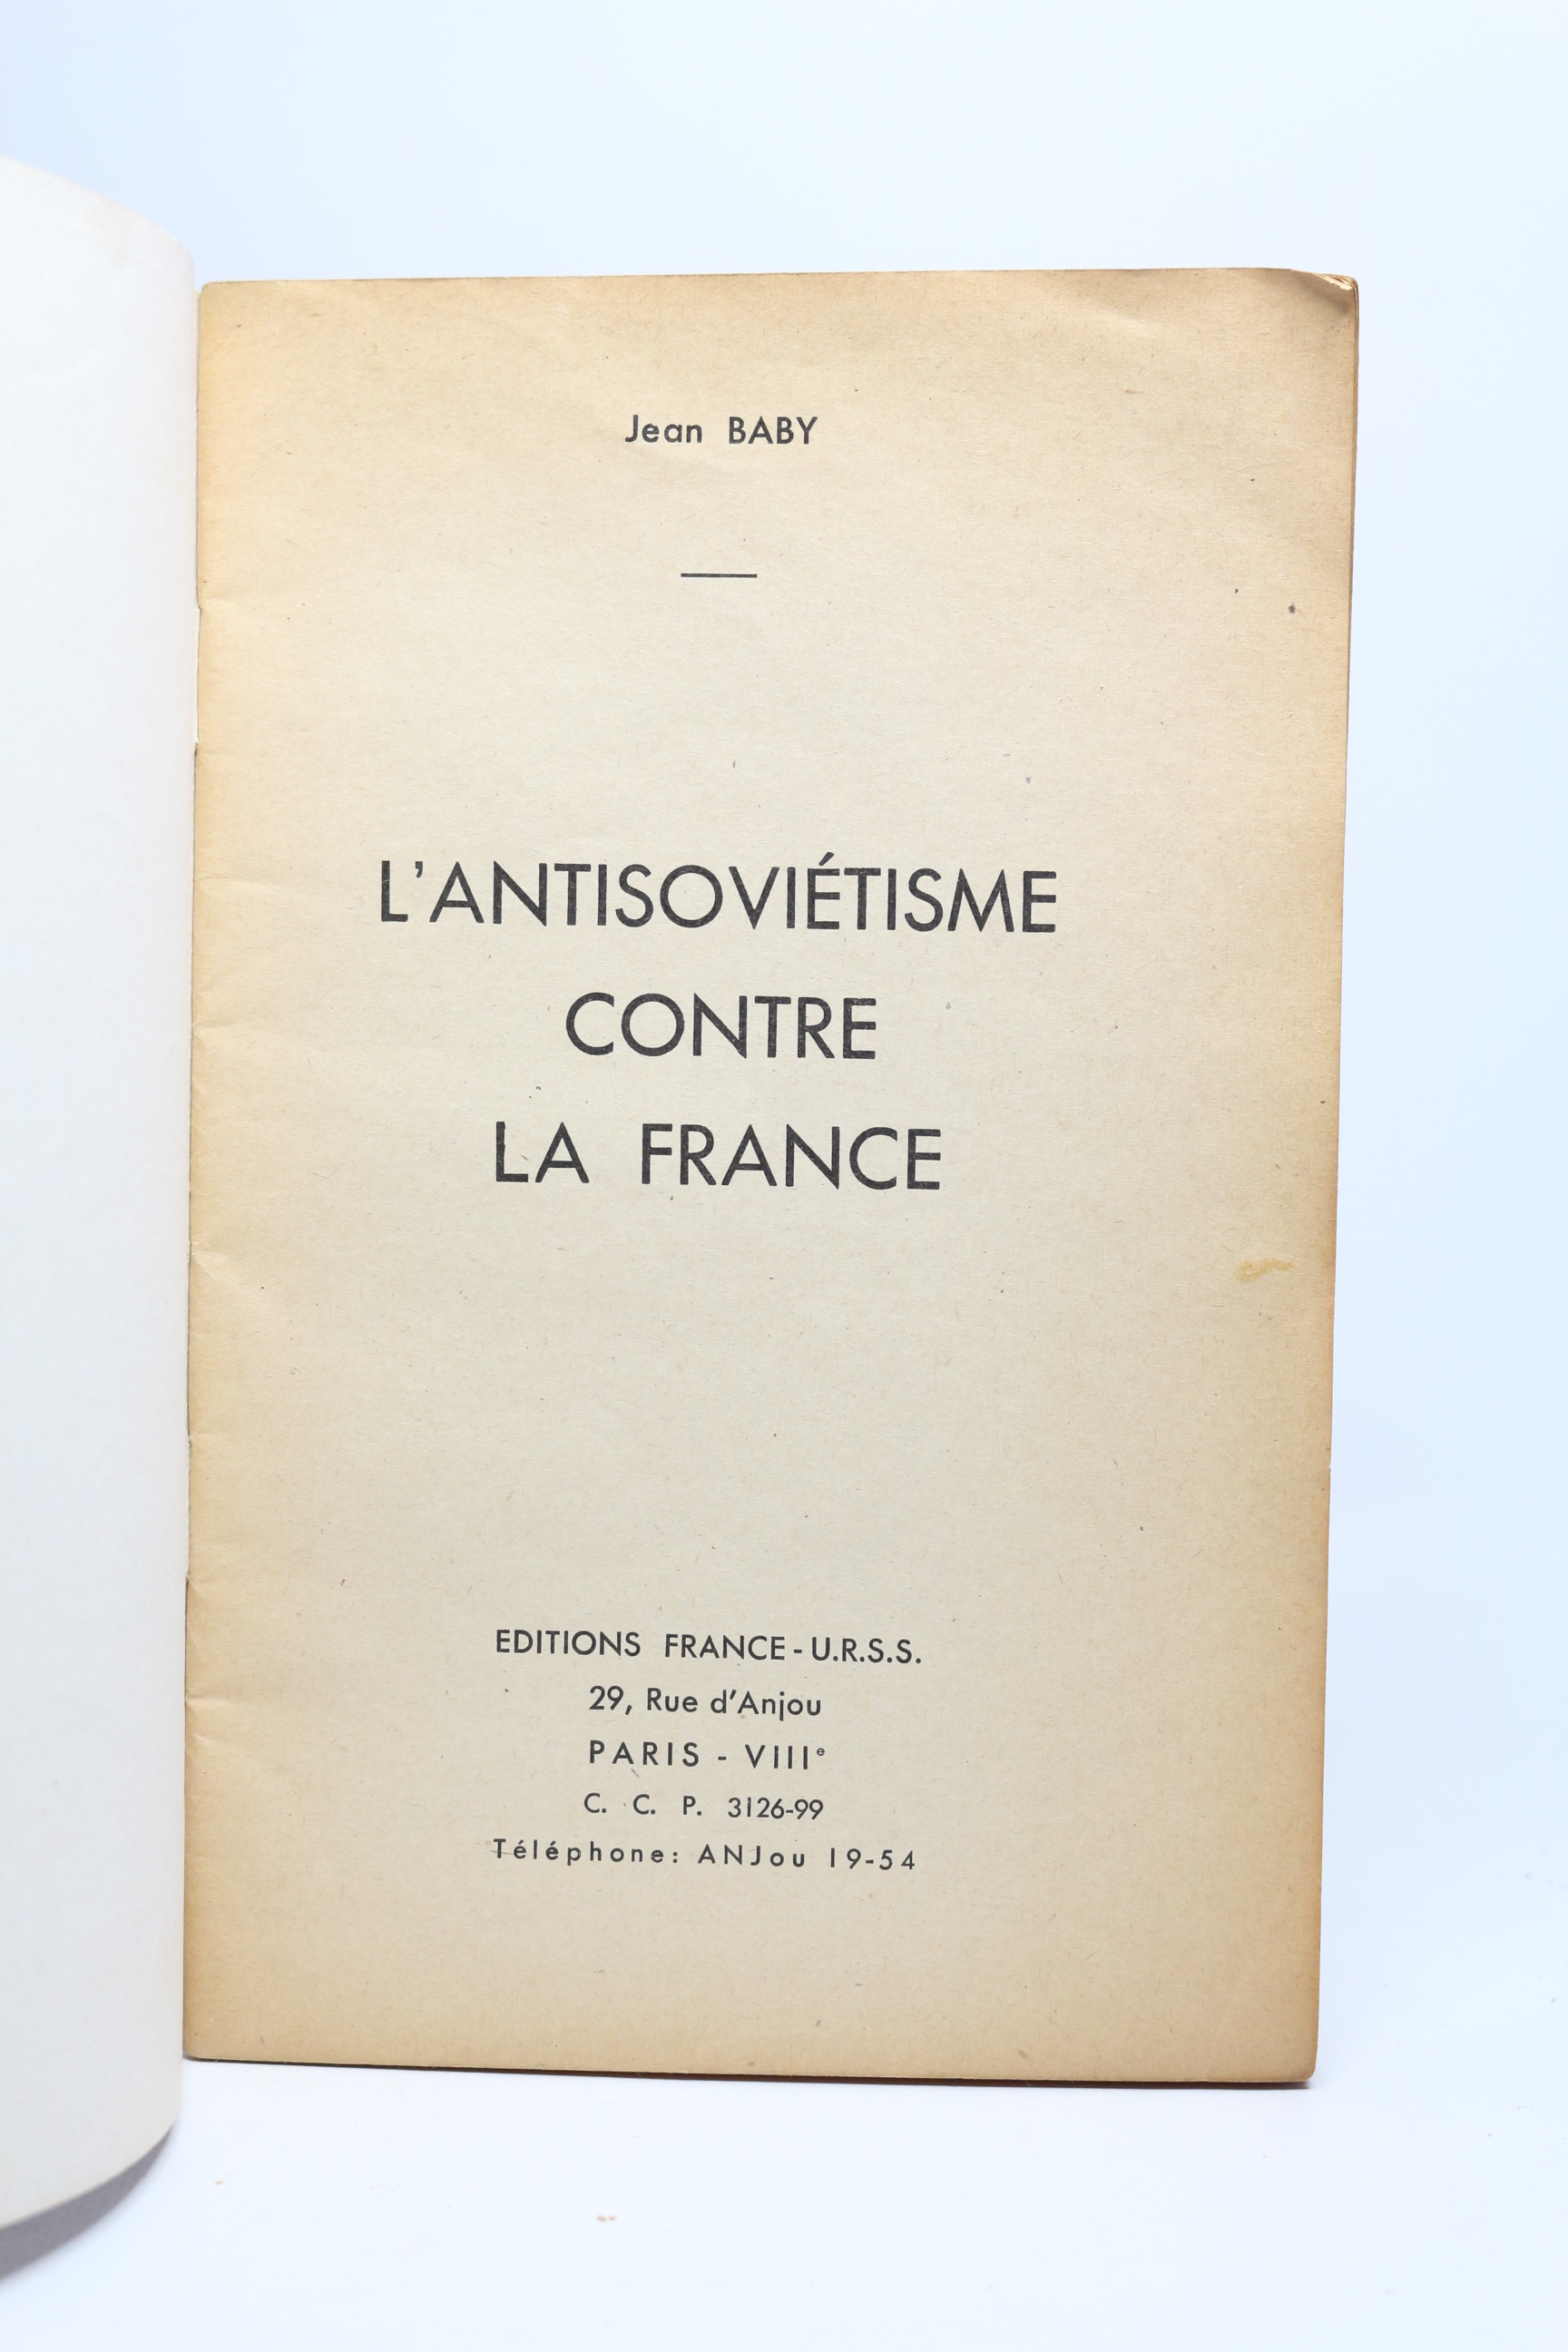 Jean BABY
L'ANTISOVIÉTISME
CONTRE
LA FRANCE
EDITIONS FRANCE - U.R.S.S.
29, Rue d'Anjou
PARIS - VIIIe
C. C. P. 3126-99
Téléphone: ANJou 19-54